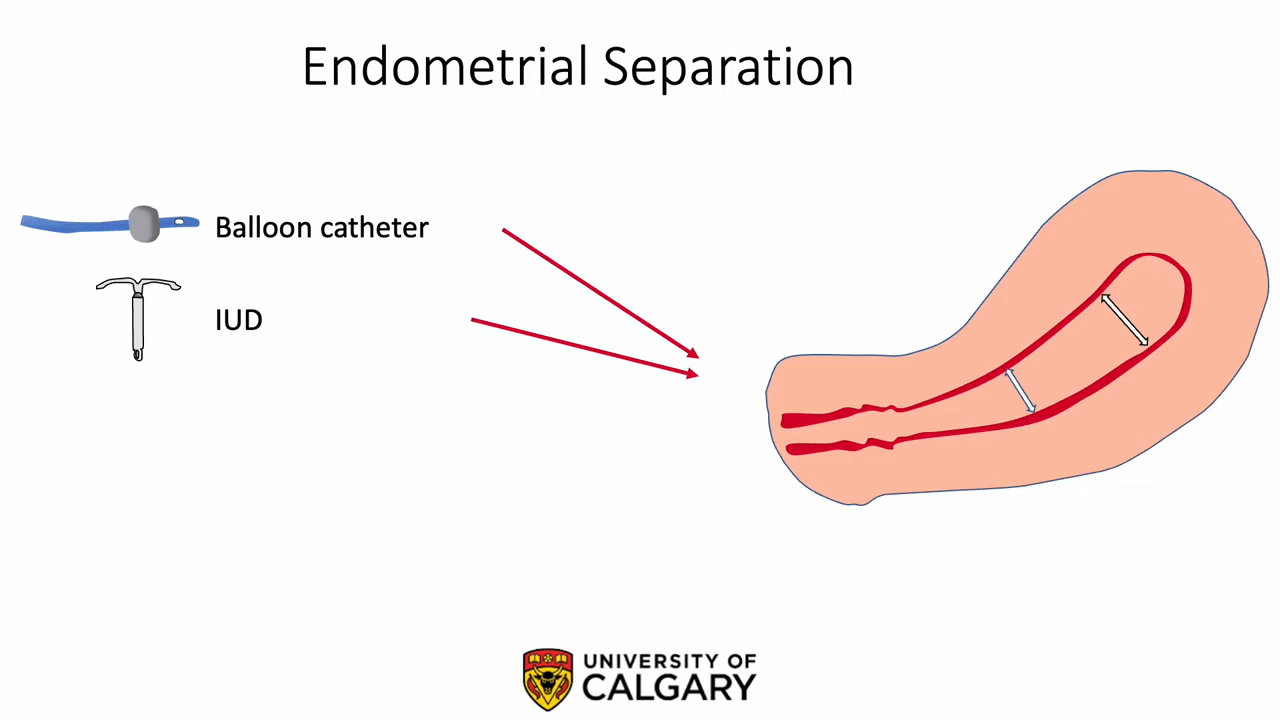 Endometrial Separation
Balloon catheter
IUD
UNIVERSITY OF
CALGARY